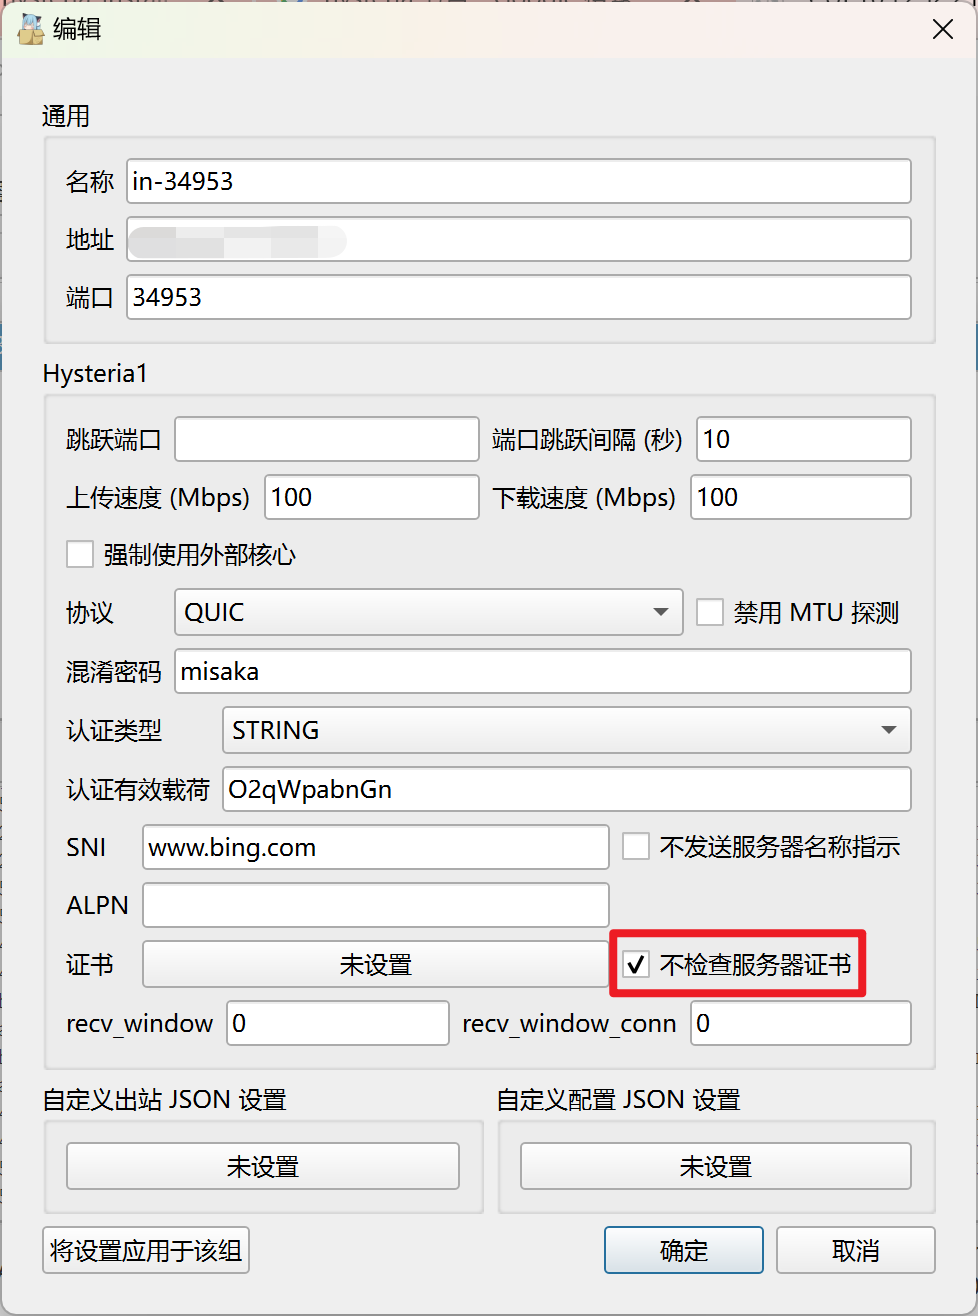 编辑
通用
名称 in-34953
地址
端口 34953
Hysteria1
跳跃端口 端口跳跃间隔 (秒) 10
上传速度 (Mbps) 100 下载速度 (Mbps) 100
强制使用外部核心
协议 QUIC 禁用 MTU 探测
混淆密码 misaka
认证类型 STRING
认证有效载荷 O2qWpabnGn
SNI www.bing.com 不发送服务器名称指示
ALPN
证书 未设置 不检查服务器证书
recv_window 0 recv_window_conn 0
自定义出站 JSON 设置 自定义配置 JSON 设置
未设置 未设置
将设置应用于该组 确定 取消